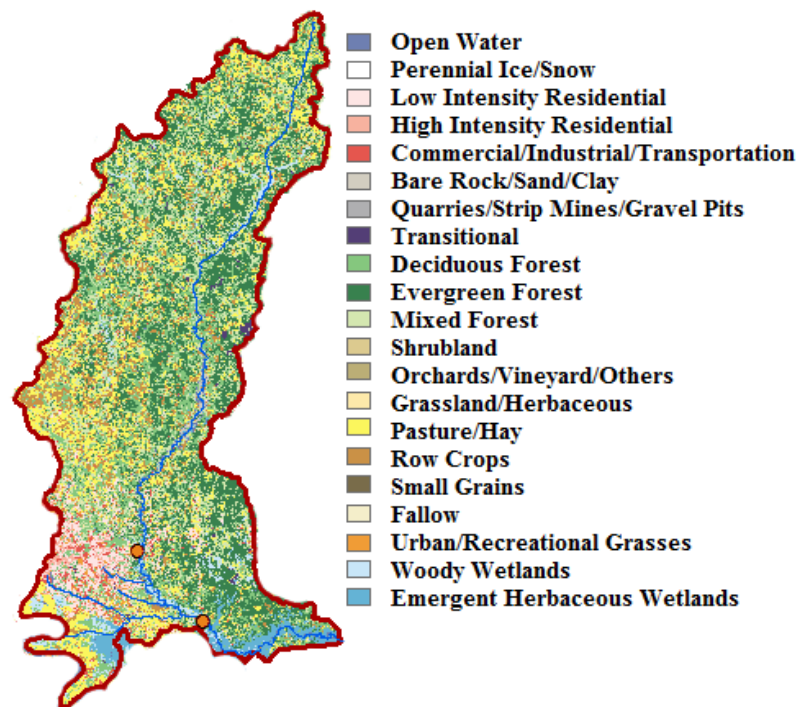 Open Water
Perennial Ice/Snow
Low Intensity Residential
High Intensity Residential
Commercial/Industrial/Transportation
Bare Rock/Sand/Clay
Quarries/Strip Mines/Gravel Pits
Transitional
Deciduous Forest
Evergreen Forest
Mixed Forest
Shrubland
Orchards/Vineyard/Others
Grassland/Herbaceous
Pasture/Hay
Row Crops
Small Grains
Fallow
Urban/Recreational Grasses
Woody Wetlands
Emergent Herbaceous Wetlands